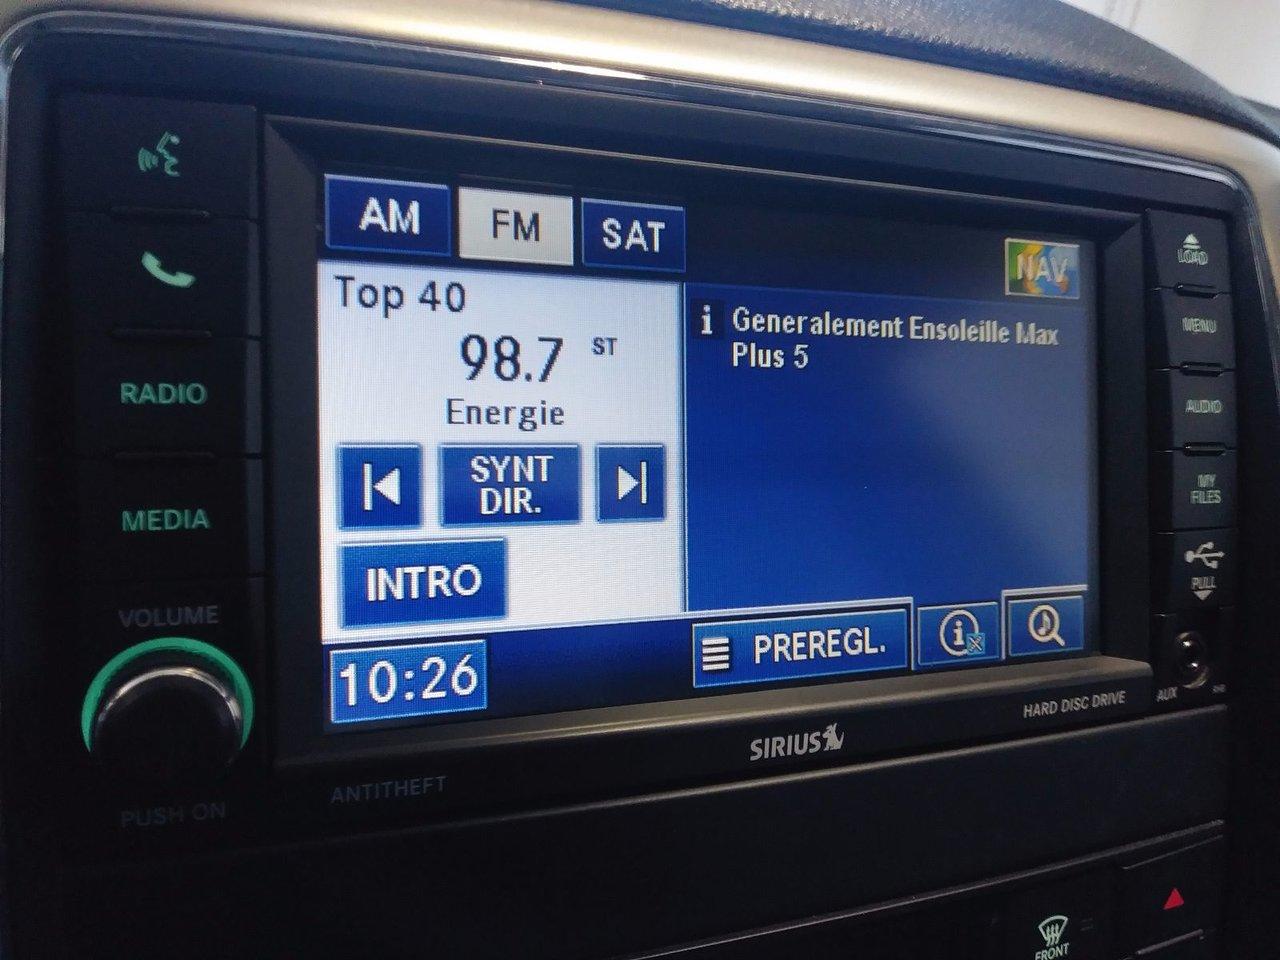 AM
FM
SAT
NAV
Top 40
98.7 ST
Energie
SYNT
DIR.
INTRO
10:26
i Generalement Ensoleille Max
Plus 5
PREREGL.
RADIO
MEDIA
VOLUME
PUSH ON
LOAD
MENU
AUDIO
MY
FILES
PULL
AUX
SIRIUS
HARD DISC DRIVE
ANTITHEFT
FRONT